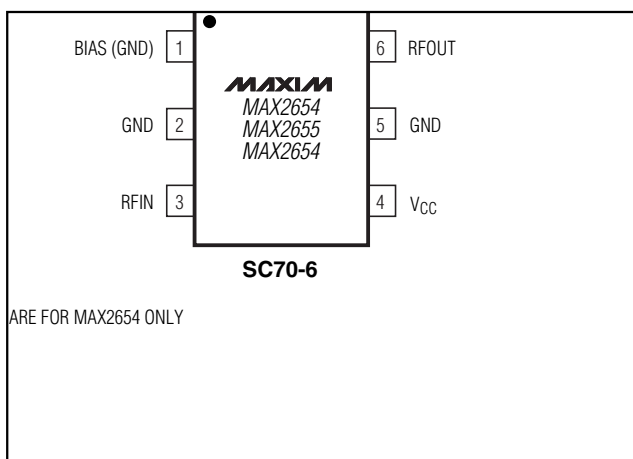 BIAS (GND) 1
6 RFOUT
MAXIM
MAX2654
MAX2655
MAX2654
GND 2
5 GND
RFIN 3
4 VCC
SC70-6
ARE FOR MAX2654 ONLY